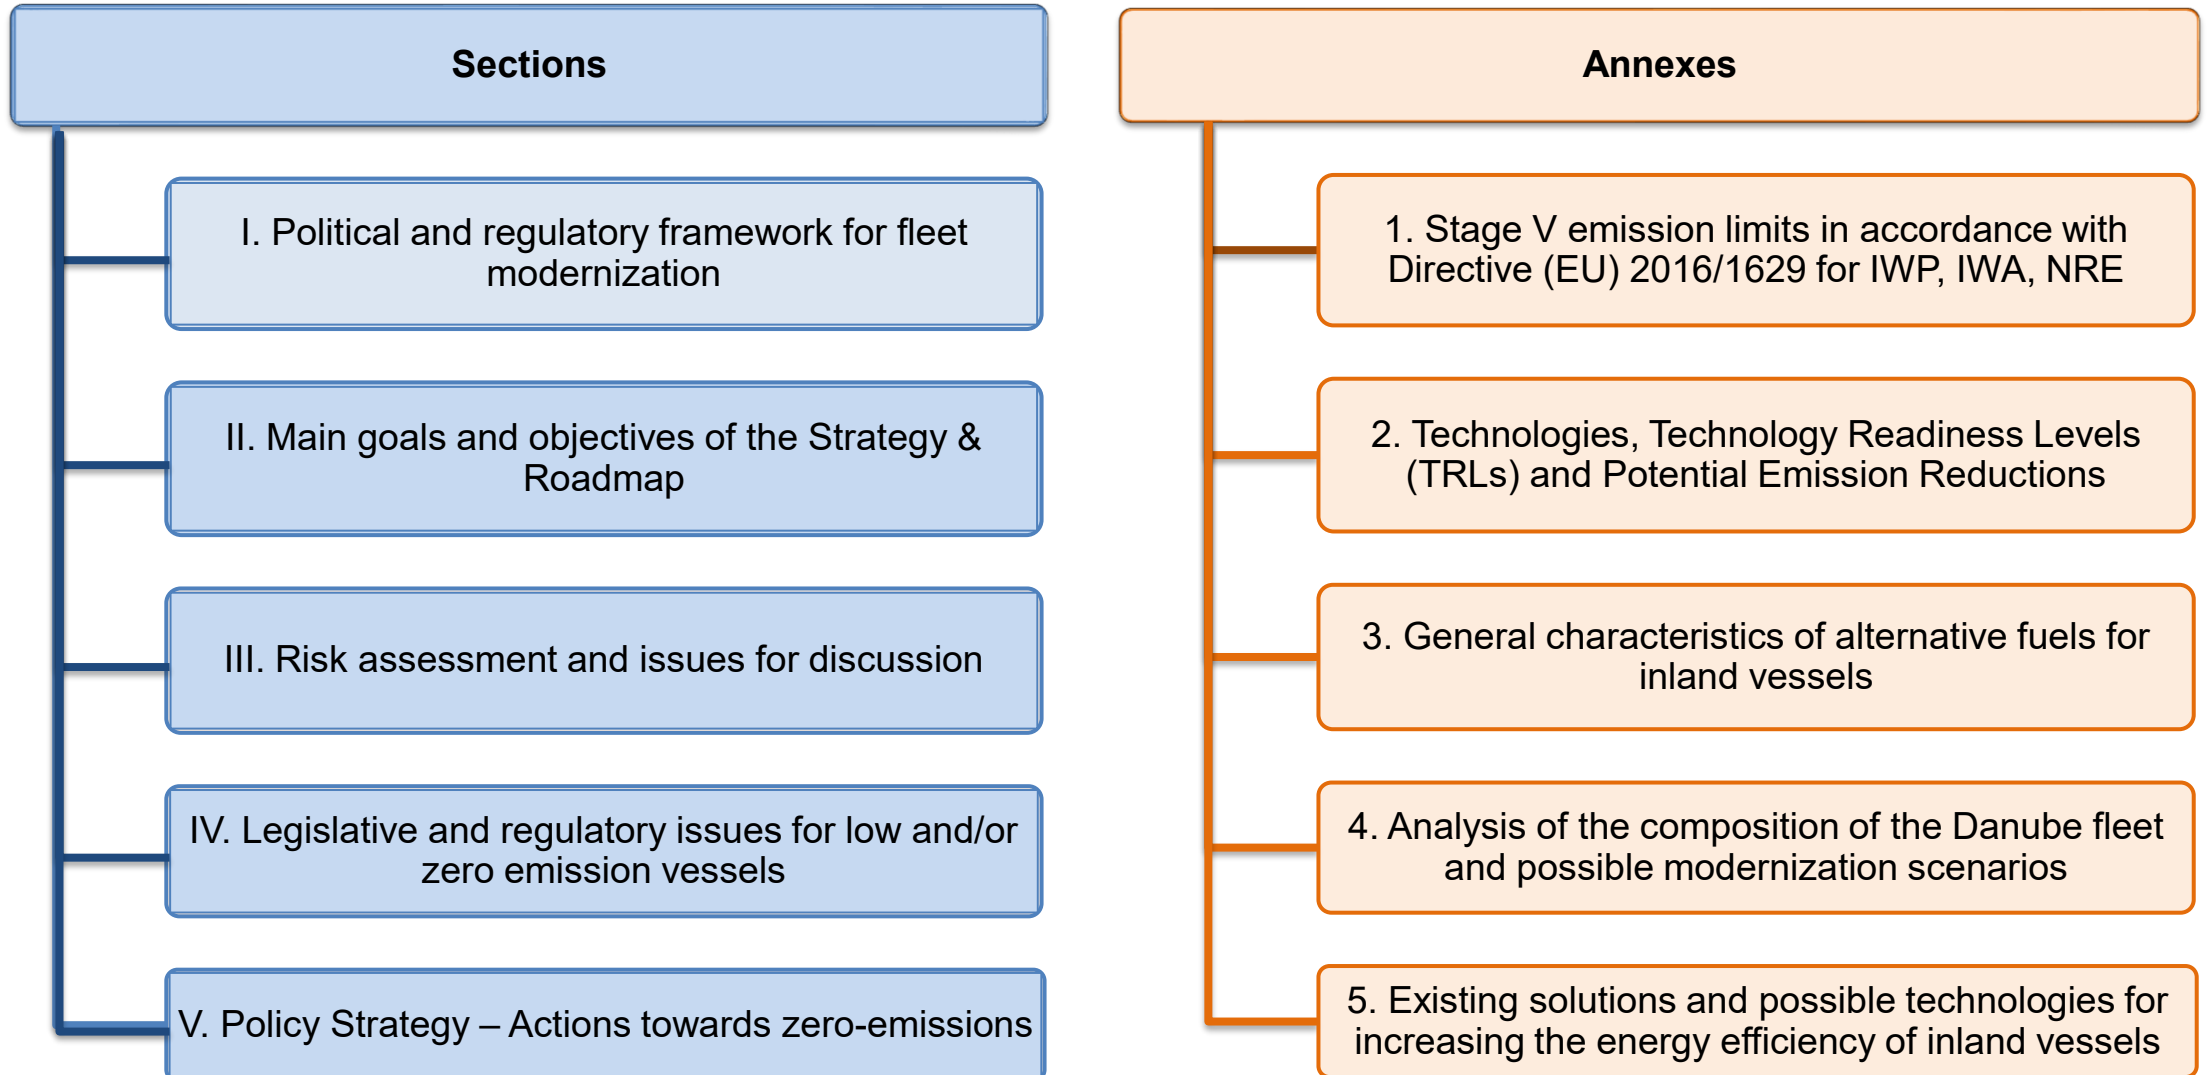 Sections
I. Political and regulatory framework for fleet
modernization
II. Main goals and objectives of the Strategy &
Roadmap
III. Risk assessment and issues for discussion
IV. Legislative and regulatory issues for low and/or
zero emission vessels
V. Policy Strategy – Actions towards zero-emissions
Annexes
1. Stage V emission limits in accordance with
Directive (EU) 2016/1629 for IWP, IWA, NRE
2. Technologies, Technology Readiness Levels
(TRLs) and Potential Emission Reductions
3. General characteristics of alternative fuels for
inland vessels
4. Analysis of the composition of the Danube fleet
and possible modernization scenarios
5. Existing solutions and possible technologies for
increasing the energy efficiency of inland vessels